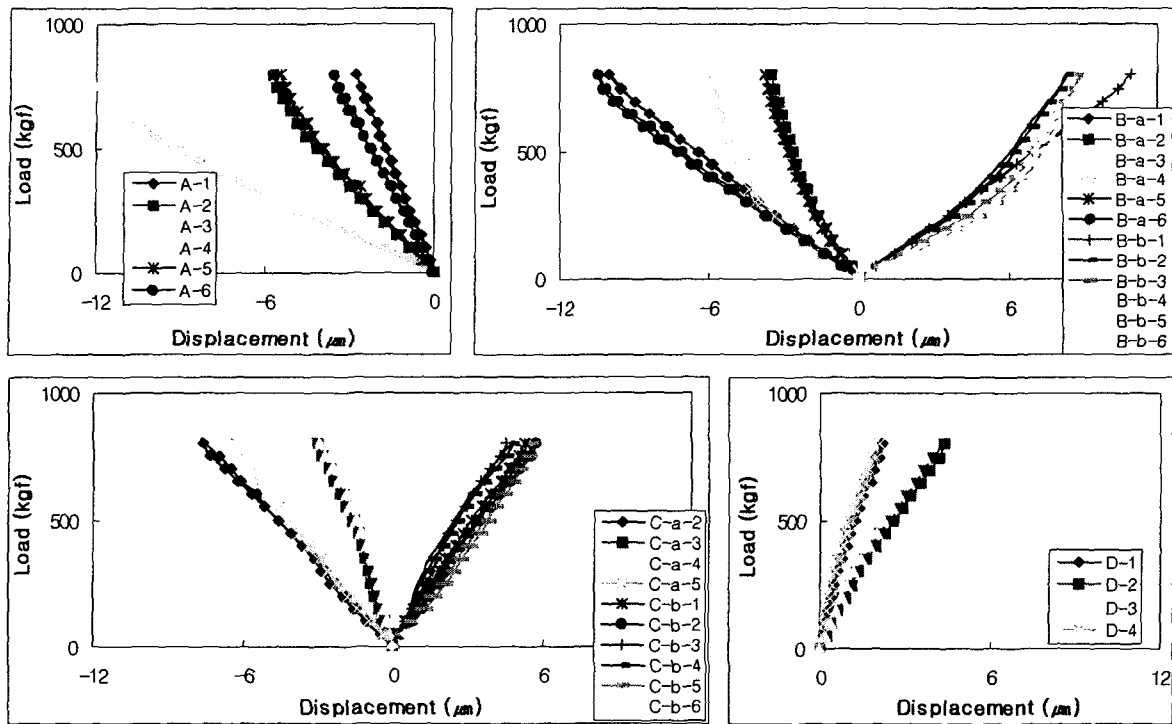 1000
500
0
Load (kgf)
A-1
A-2
A-3
A-4
A-5
A-6
-12
-6
0
Displacement (㎛)
1000
500
0
Load (kgf)
-12
-6
0
6
Displacement (㎛)
B-a-1
B-a-2
B-a-3
B-a-4
B-a-5
B-a-6
B-b-1
B-b-2
B-b-3
B-b-4
B-b-5
B-b-6
1000
500
0
Load (kgf)
-12
-6
0
6
Displacement (㎛)
C-a-2
C-a-3
C-a-4
C-a-5
C-b-1
C-b-2
C-b-3
C-b-4
C-b-5
C-b-6
1000
500
0
Load (kgf)
D-1
D-2
D-3
D-4
0
6
12
Displacement (㎛)